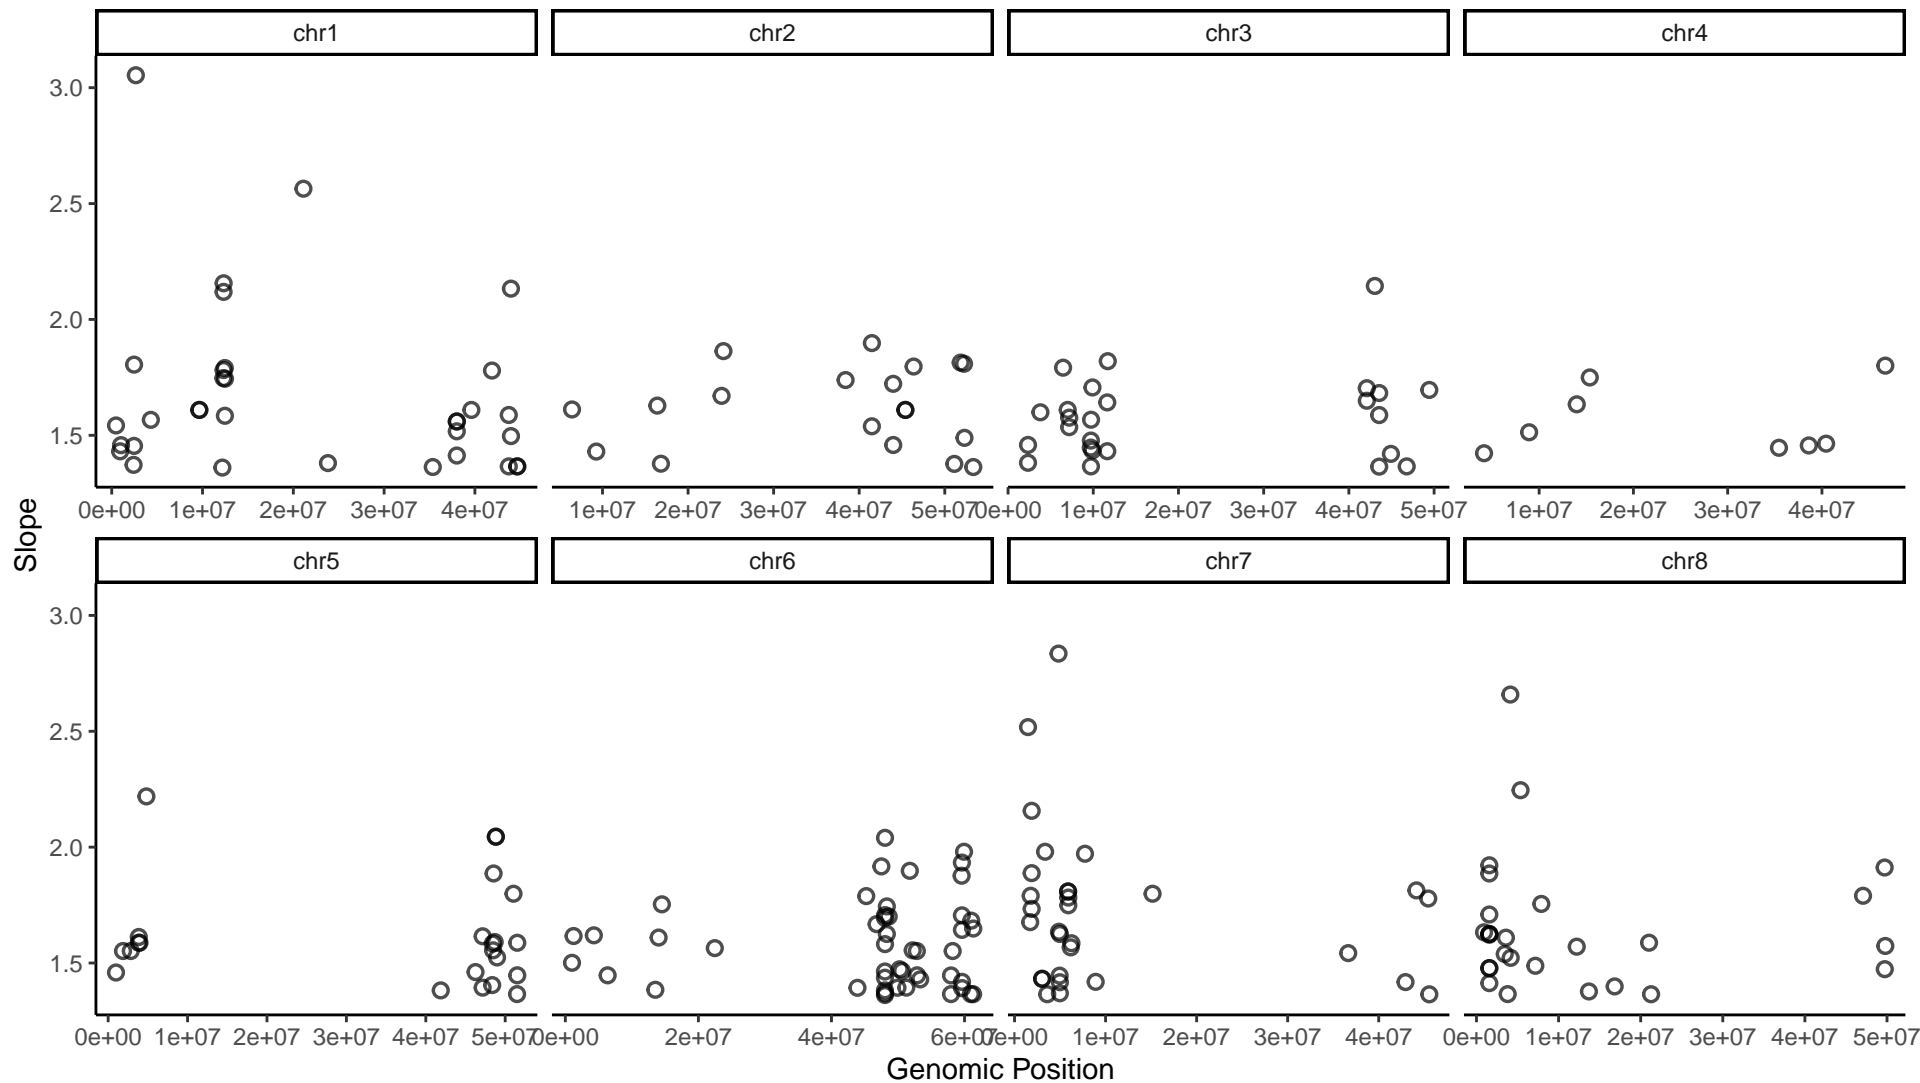 chr1 chr2 chr3 chr4
3.0
2.5
2.0
1.5
0e+00 1e+07 2e+07 3e+07 4e+07 1e+07 2e+07 3e+07 4e+07 5e+07 0e+00 1e+07 2e+07 3e+07 4e+07 5e+07 1e+07 2e+07 3e+07 4e+07
Slope
chr5 chr6 chr7 chr8
3.0
2.5
2.0
1.5
0e+00 1e+07 2e+07 3e+07 4e+07 5e+07 0e+00 2e+07 4e+07 6e+07 0e+00 1e+07 2e+07 3e+07 4e+07 0e+00 1e+07 2e+07 3e+07 4e+07 5e+07
Genomic Position